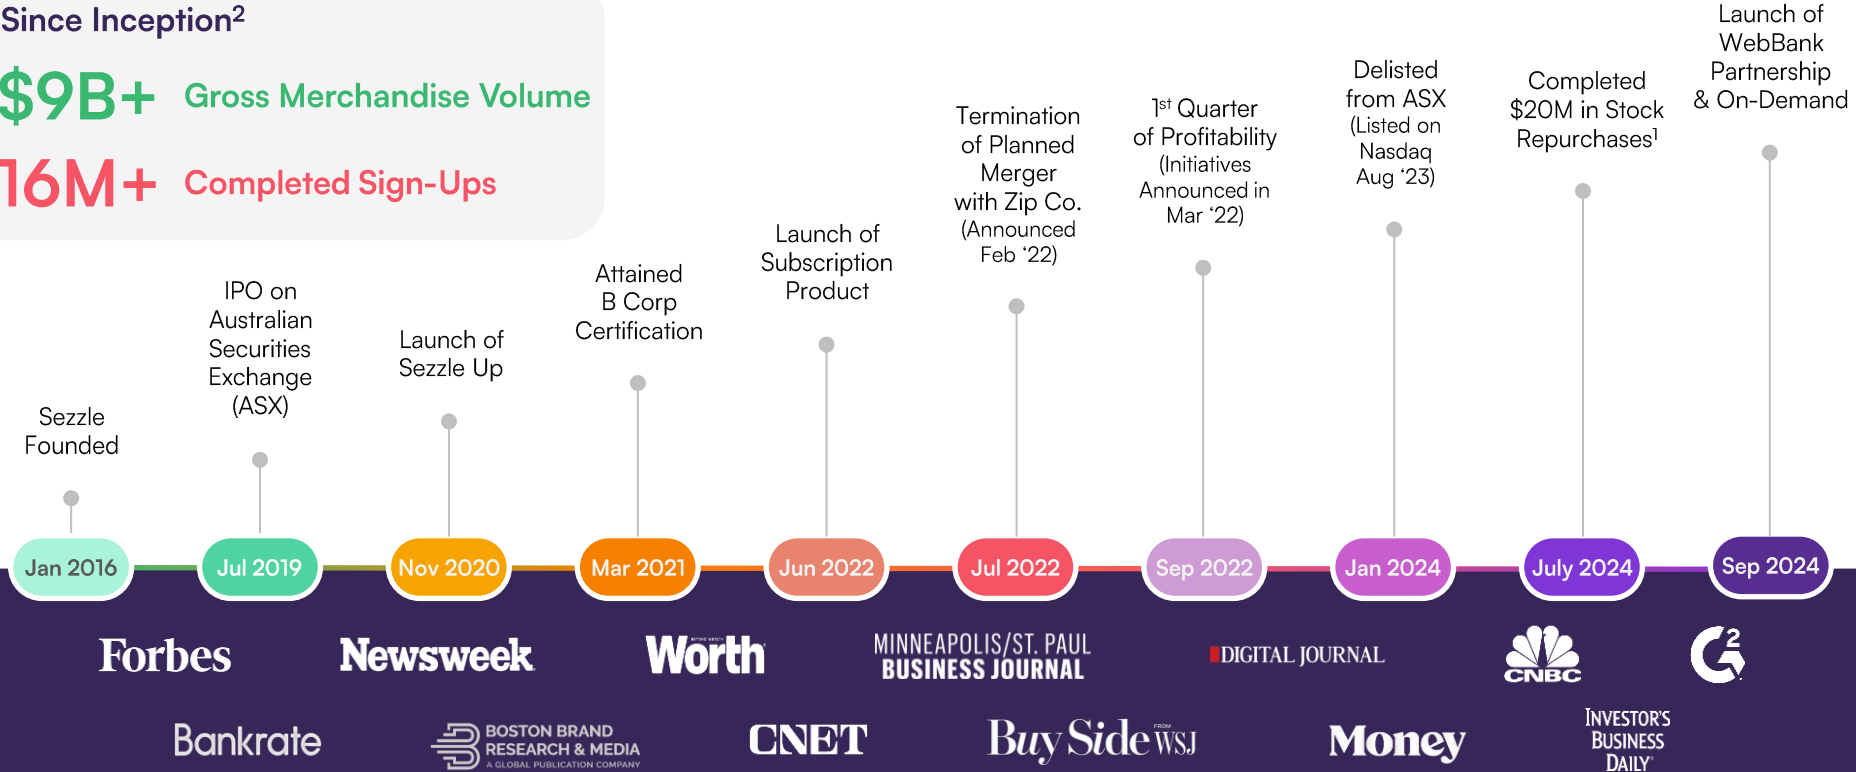 Since Inception²
$9B+ Gross Merchandise Volume
16M+ Completed Sign-Ups
Sezzle
Founded
IPO on
Australian
Securities
Exchange
(ASX)
Launch of
Sezzle Up
Attained
B Corp
Certification
Launch of
Subscription
Product
Termination
of Planned
Merger
with Zip Co.
(Announced
Feb ‘22)
1st Quarter
of Profitability
(Initiatives
Announced in
Mar ‘22)
Delisted
from ASX
(Listed on
Nasdaq
Aug ‘23)
Completed
$20M in Stock
Repurchases¹
Launch of
WebBank
Partnership
& On-Demand
Jan 2016
Jul 2019
Nov 2020
Mar 2021
Jun 2022
Jul 2022
Sep 2022
Jan 2024
July 2024
Sep 2024
Forbes
Newsweek
Worth
MINNEAPOLIS/ST. PAUL
BUSINESS JOURNAL
DIGITAL JOURNAL
CNBC
G2
Bankrate
BOSTON BRAND
RESEARCH & MEDIA
A GLOBAL PUBLICATION COMPANY
CNET
Buy Side FROM WSJ
Money
INVESTOR'S
BUSINESS
DAILY